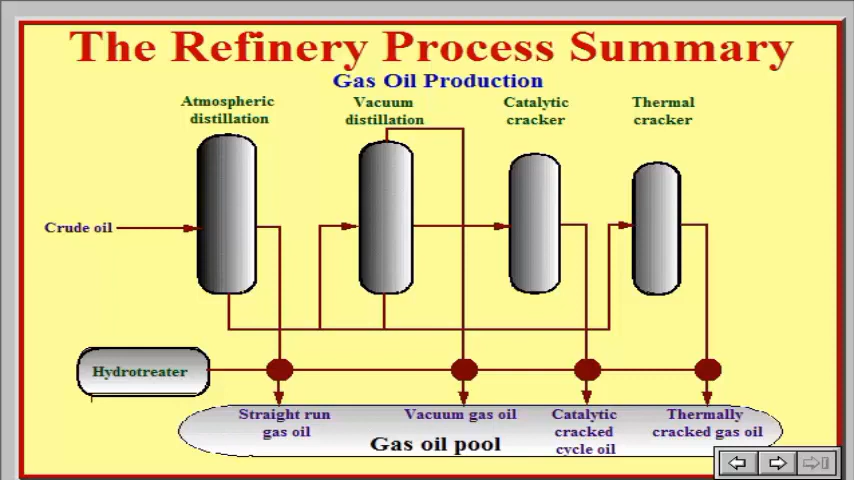 The Refinery Process Summary
Gas Oil Production
Atmospheric
distillation
Vacuum
distillation
Catalytic
cracker
Thermal
cracker
Crude oil
Hydrotreater
Straight run
gas oil
Vacuum gas oil
Catalytic
cracked
cycle oil
Thermally
cracked gas oil
Gas oil pool